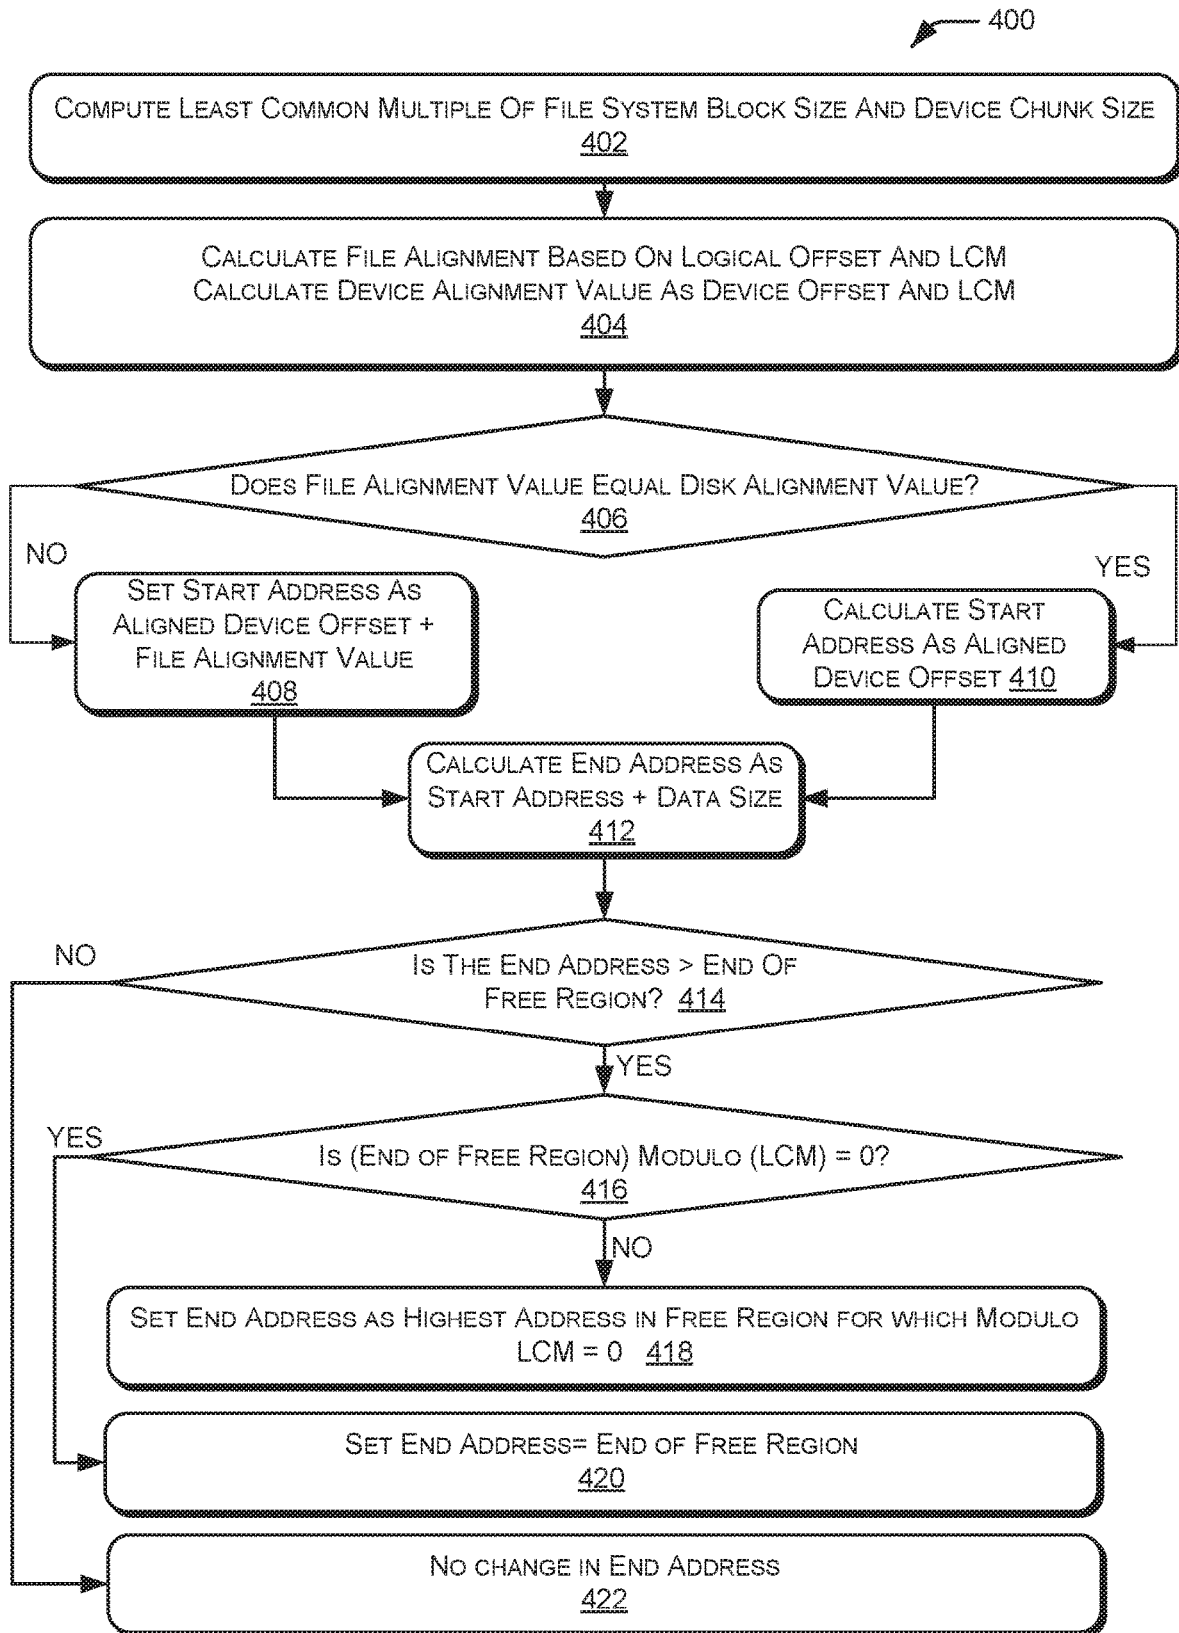 400
COMPUTE LEAST COMMON MULTIPLE OF FILE SYSTEM BLOCK SIZE AND DEVICE CHUNK SIZE
402
CALCULATE FILE ALIGNMENT BASED ON LOGICAL OFFSET AND LCM
CALCULATE DEVICE ALIGNMENT VALUE AS DEVICE OFFSET AND LCM
404
DOES FILE ALIGNMENT VALUE EQUAL DISK ALIGNMENT VALUE?
406
NO
YES
SET START ADDRESS AS
ALIGNED DEVICE OFFSET +
FILE ALIGNMENT VALUE
408
CALCULATE START
ADDRESS AS ALIGNED
DEVICE OFFSET 410
CALCULATE END ADDRESS AS
START ADDRESS + DATA SIZE
412
NO
IS THE END ADDRESS > END OF
FREE REGION? 414
YES
YES
IS (END OF FREE REGION) MODULO (LCM) = 0?
416
NO
SET END ADDRESS AS HIGHEST ADDRESS IN FREE REGION FOR WHICH MODULO
LCM = 0 418
SET END ADDRESS= END OF FREE REGION
420
NO CHANGE IN END ADDRESS
422